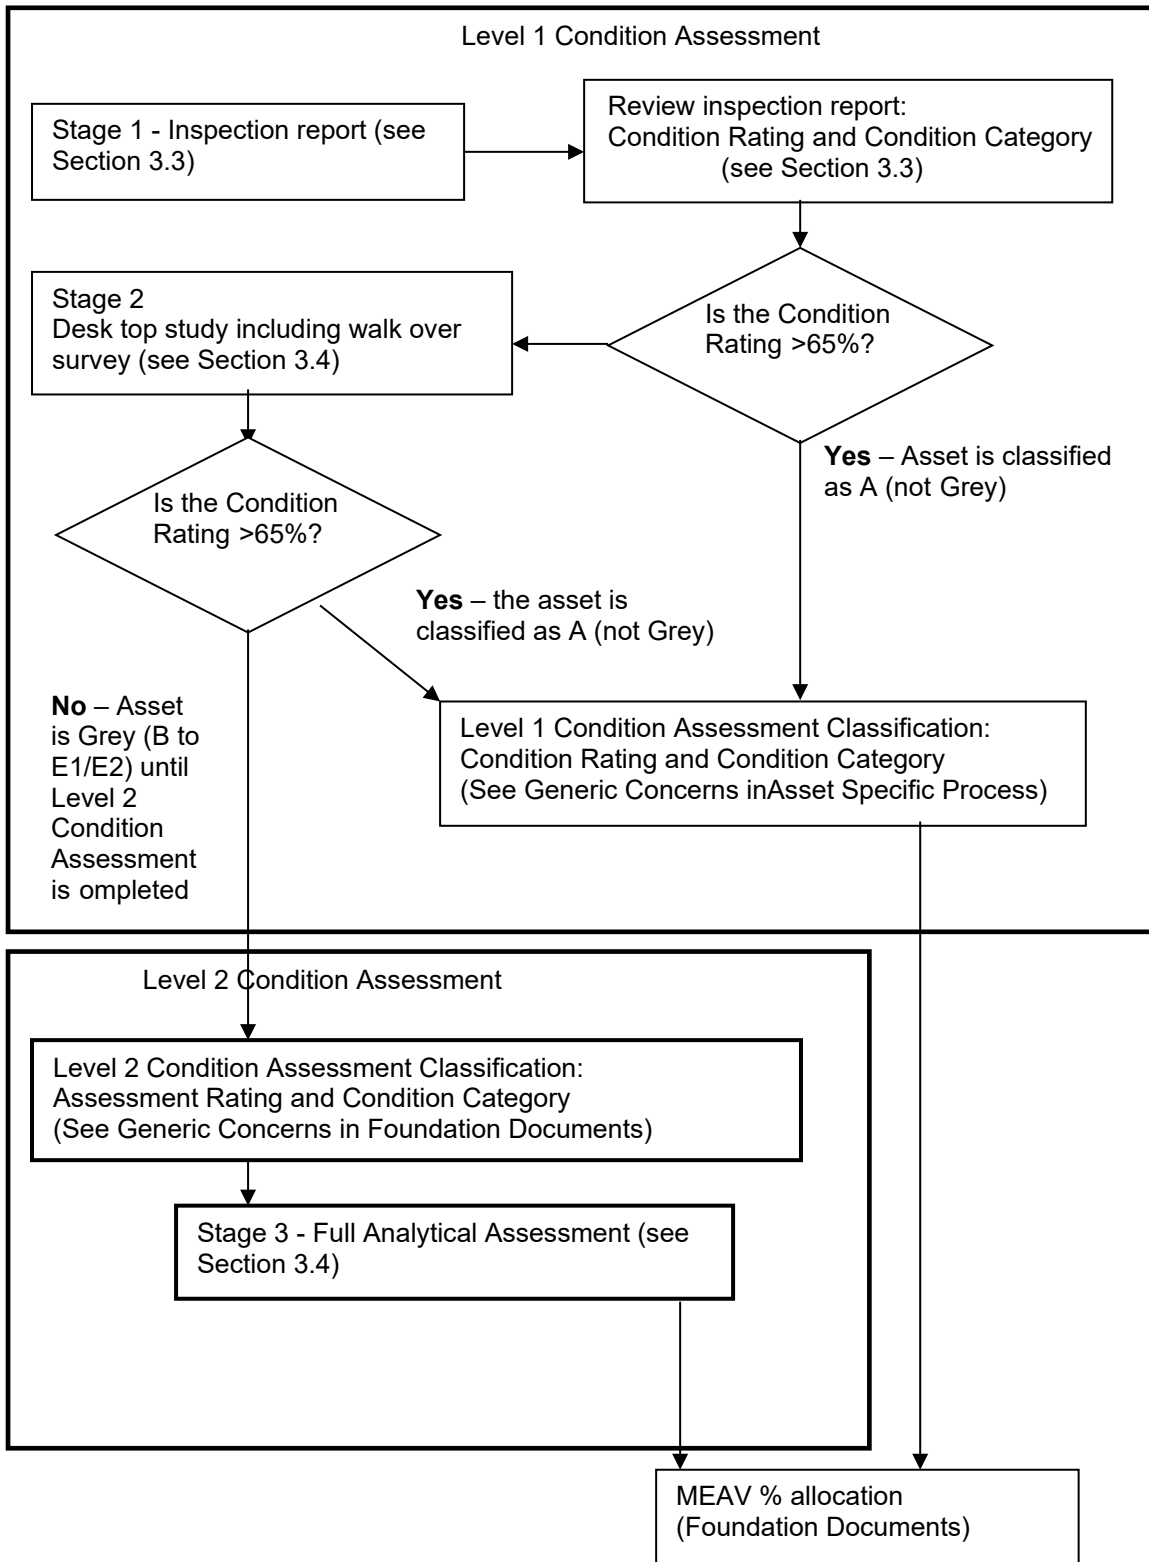 Level 1 Condition Assessment
Stage 1 - Inspection report (see
Section 3.3)
Review inspection report:
Condition Rating and Condition Category
(see Section 3.3)
Stage 2
Desk top study including walk over
survey (see Section 3.4)
Is the Condition
Rating >65%?
Yes – Asset is classified
as A (not Grey)
Is the Condition
Rating >65%?
Yes – the asset is
classified as A (not Grey)
No – Asset
is Grey (B to
E1/E2) until
Level 2
Condition
Assessment
is ompleted
Level 1 Condition Assessment Classification:
Condition Rating and Condition Category
(See Generic Concerns inAsset Specific Process)
Level 2 Condition Assessment
Level 2 Condition Assessment Classification:
Assessment Rating and Condition Category
(See Generic Concerns in Foundation Documents)
Stage 3 - Full Analytical Assessment (see
Section 3.4)
MEAV % allocation
(Foundation Documents)